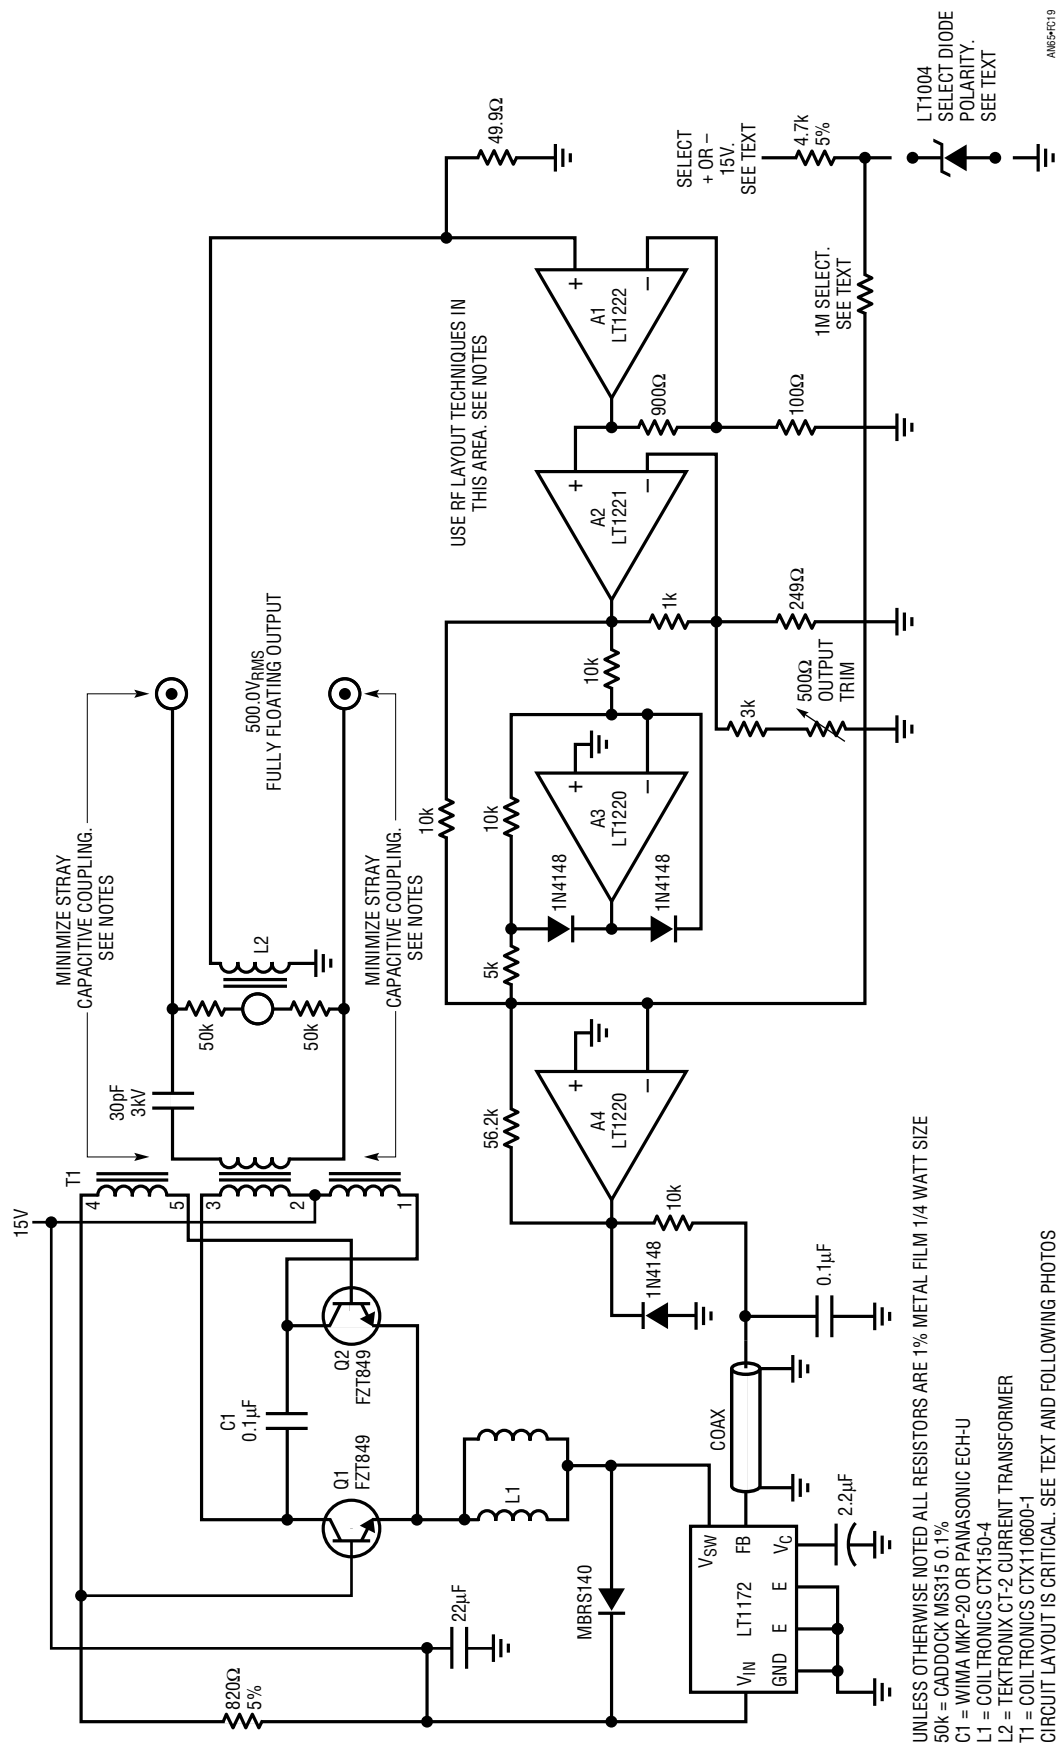 15V
T1
4
5
3
2
1
MINIMIZE STRAY
CAPACITIVE COUPLING.
SEE NOTES
30pF
3kV
50k
50k
L2
500.0VRMS
FULLY FLOATING OUTPUT
MINIMIZE STRAY
CAPACITIVE COUPLING.
SEE NOTES
49.9Ω
820Ω
5%
22µF
C1
0.1µF
Q1
FZT849
Q2
FZT849
L1
MBRS140
USE RF LAYOUT TECHNIQUES IN
THIS AREA. SEE NOTES
+
–
A1
LT1222
900Ω
100Ω
+
–
A2
LT1221
1k
249Ω
3k
500Ω
OUTPUT
TRIM
10k
10k
10k
+
–
A3
LT1220
1N4148
1N4148
5k
56.2k
+
–
A4
LT1220
10k
1N4148
0.1µF
COAX
VSW
FB
VC
VIN
LT1172
GND
E
E
2.2µF
1M SELECT.
SEE TEXT
SELECT
+ OR –
15V.
SEE TEXT
4.7k
5%
LT1004
SELECT DIODE
POLARITY.
SEE TEXT
UNLESS OTHERWISE NOTED ALL RESISTORS ARE 1% METAL FILM 1/4 WATT SIZE
50k = CADDOCK MS315 0.1%
C1 = WIMA MKP-20 OR PANASONIC ECH-U
L1 = COILTRONICS CTX150-4
L2 = TEKTRONIX CT-2 CURRENT TRANSFORMER
T1 = COILTRONICS CTX110600-1
CIRCUIT LAYOUT IS CRITICAL. SEE TEXT AND FOLLOWING PHOTOS
AN65•FC19